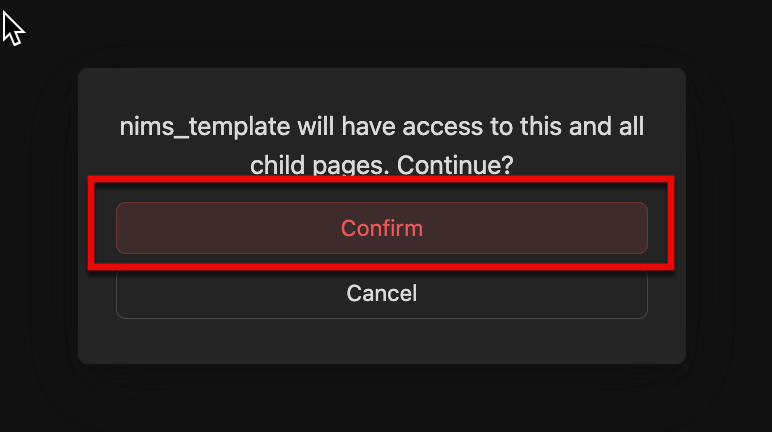 nims_template will have access to this and all
child pages. Continue?
Confirm
Cancel